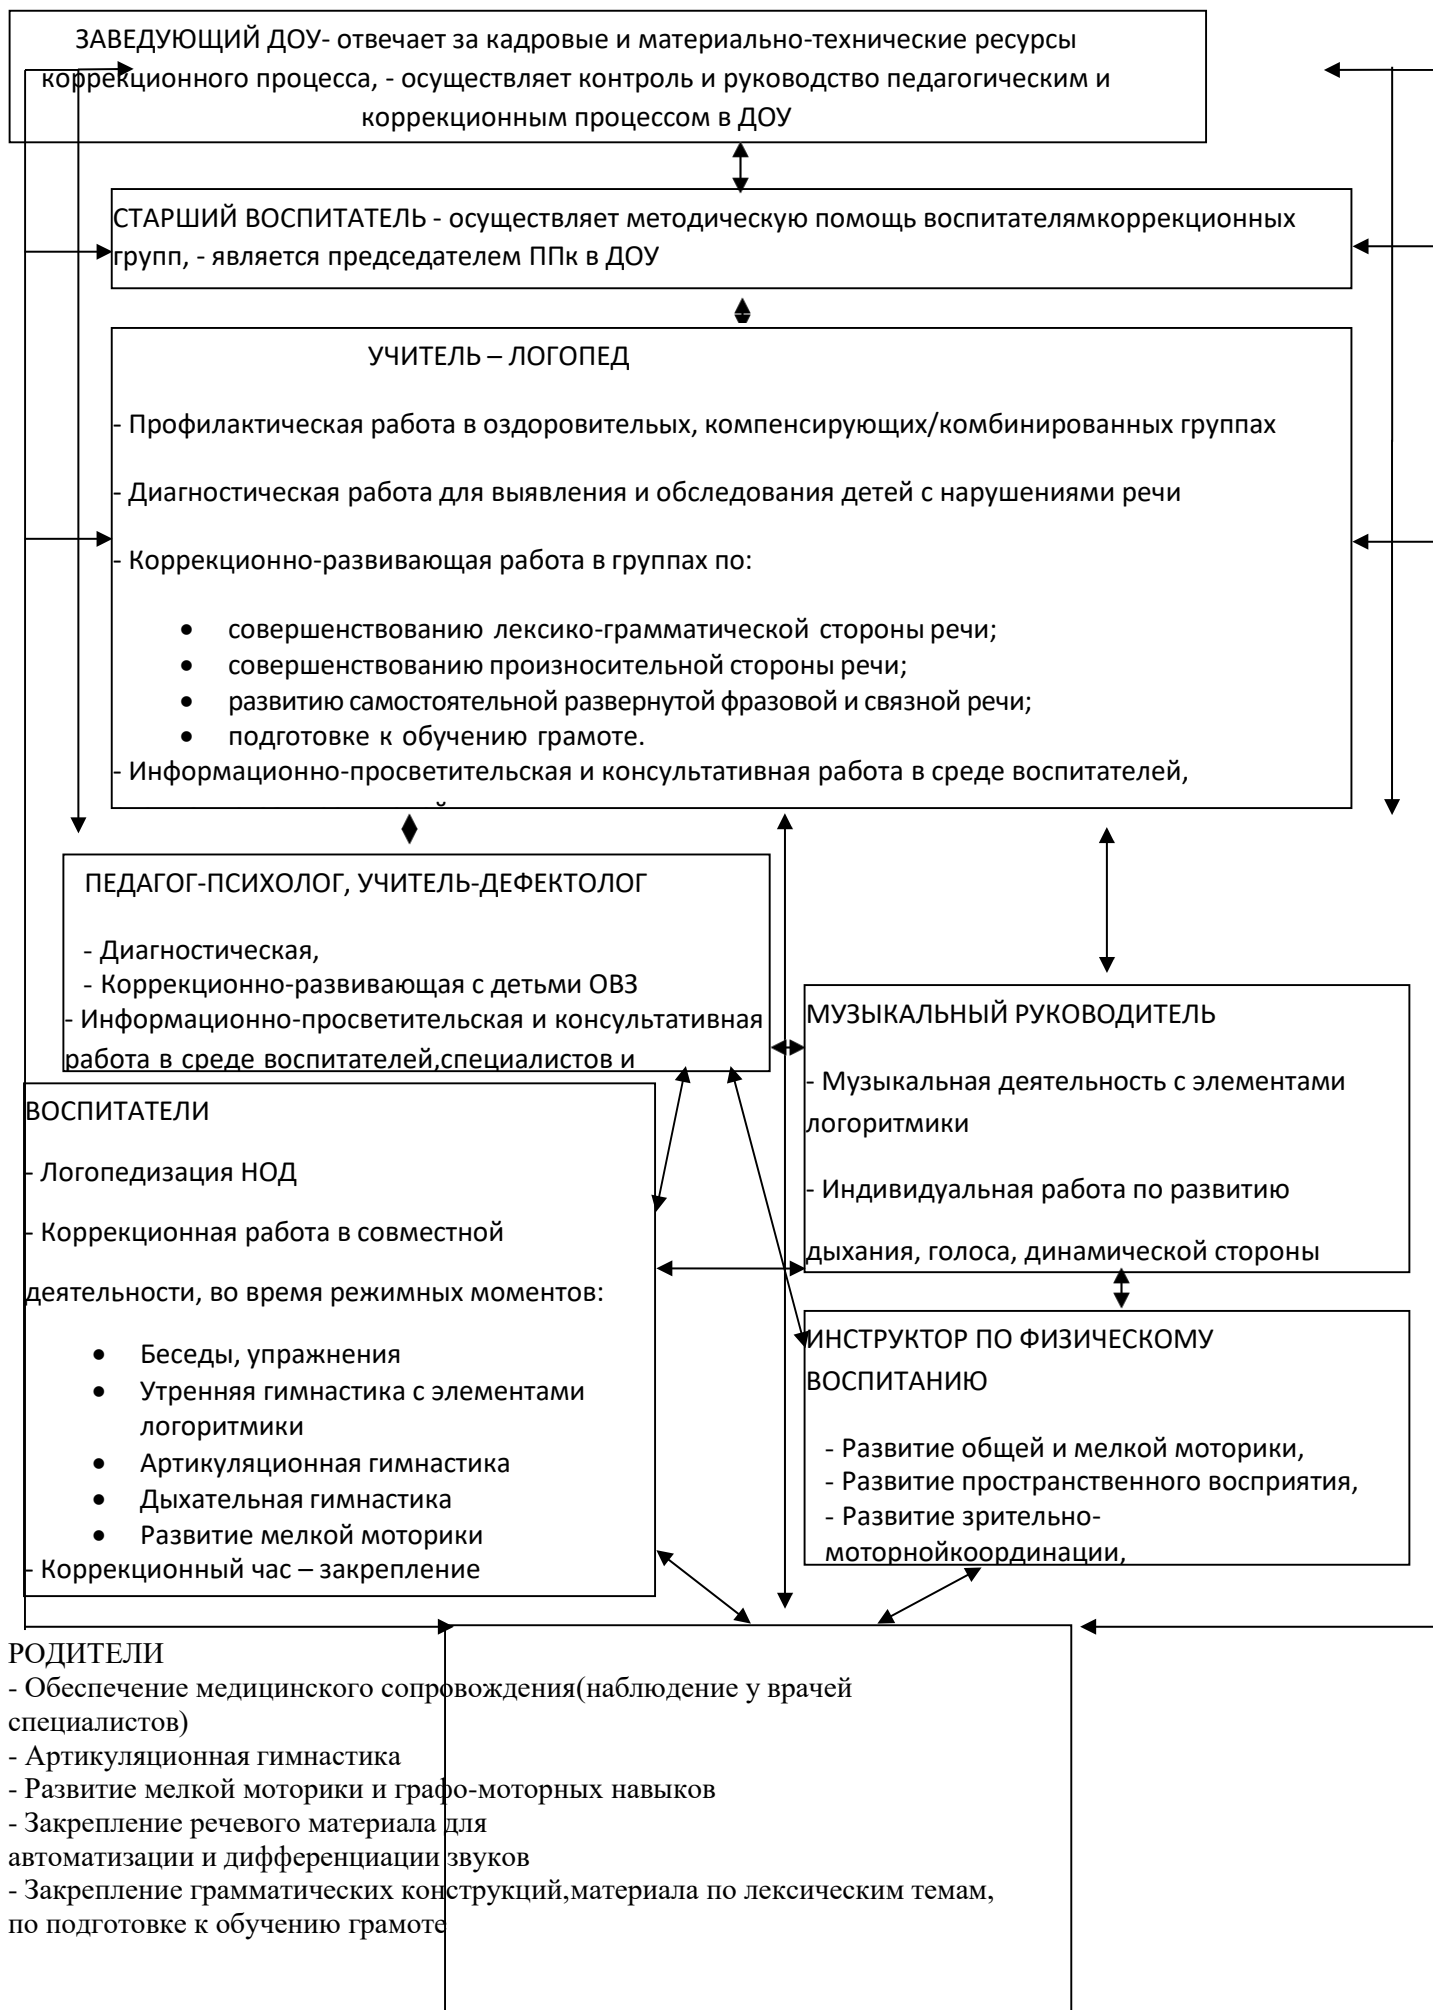 ЗАВЕДУЮЩИЙ ДОУ- отвечает за кадровые и материально-технические ресурсы
коррекционного процесса, - осуществляет контроль и руководство педагогическим и
коррекционным процессом в ДОУ
СТАРШИЙ ВОСПИТАТЕЛЬ - осуществляет методическую помощь воспитателямкоррекционных
групп, - является председателем ППк в ДОУ
УЧИТЕЛЬ – ЛОГОПЕД
- Профилактическая работа в оздоровительых, компенсирующих/комбинированных группах
- Диагностическая работа для выявления и обследования детей с нарушениями речи
- Коррекционно-развивающая работа в группах по:
• совершенствованию лексико-грамматической стороны речи;
• совершенствованию произносительной стороны речи;
• развитию самостоятельной развернутой фразовой и связной речи;
• подготовке к обучению грамоте.
- Информационно-просветительская и консультативная работа в среде воспитателей,
ПЕДАГОГ-ПСИХОЛОГ, УЧИТЕЛЬ-ДЕФЕКТОЛОГ
- Диагностическая,
- Коррекционно-развивающая с детьми ОВЗ
- Информационно-просветительская и консультативная
работа в среде воспитателей,специалистов и
МУЗЫКАЛЬНЫЙ РУКОВОДИТЕЛЬ
- Музыкальная деятельность с элементами
логоритмики
- Индивидуальная работа по развитию
дыхания, голоса, динамической стороны
ВОСПИТАТЕЛИ
- Логопедизация НОД
- Коррекционная работа в совместной
деятельности, во время режимных моментов:
• Беседы, упражнения
• Утренняя гимнастика с элементами
логоритмики
• Артикуляционная гимнастика
• Дыхательная гимнастика
• Развитие мелкой моторики
- Коррекционный час – закрепление
ИНСТРУКТОР ПО ФИЗИЧЕСКОМУ
ВОСПИТАНИЮ
- Развитие общей и мелкой моторики,
- Развитие пространственного восприятия,
- Развитие зрительно-
моторнойкоординации,
РОДИТЕЛИ
- Обеспечение медицинского сопровождения(наблюдение у врачей
специалистов)
- Артикуляционная гимнастика
- Развитие мелкой моторики и графо-моторных навыков
- Закрепление речевого материала для
автоматизации и дифференциации звуков
- Закрепление грамматических конструкций,материала по лексическим темам,
по подготовке к обучению грамоте